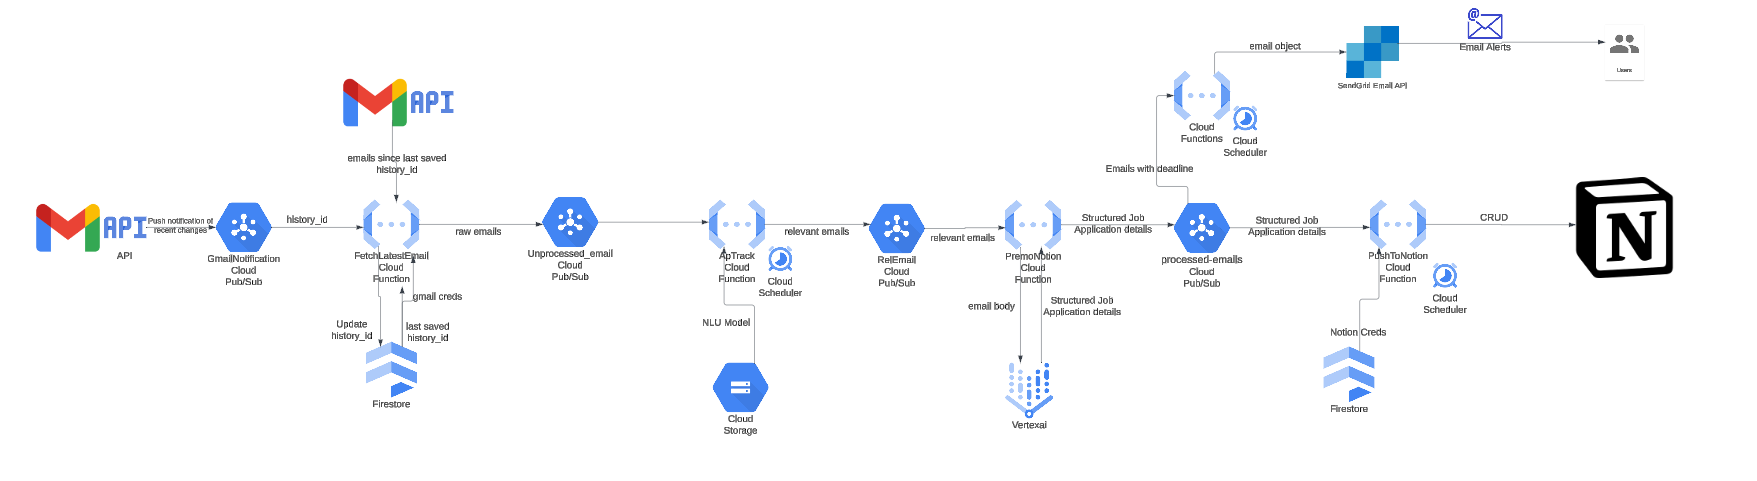 @
email object
Email Alerts
Users
SendGrid Email API
API
Cloud
Functions
Cloud
Scheduler
emails since last saved
history_id
Emails with deadline
API
API
Push notification of
recent changes
GmailNotification
Cloud
Pub/Sub
history_id
FetchLatestEmail
Cloud
Function
raw emails
Unprocessed_email
Cloud
Pub/Sub
ApTrack
Cloud
Function
Cloud
Scheduler
relevant emails
RelEmail
Cloud
Pub/Sub
relevant emails
PremoNotion
Cloud
Function
Structured Job
Application details
processed-emails
Cloud
Pub/Sub
Structured Job
Application details
PushToNotion
Cloud
Function
Cloud
Scheduler
CRUD
N
gmail creds
Update
history_id
last saved
history_id
Firestore
NLU Model
Cloud
Storage
email body
Structured Job
Application details
Vertexai
Notion Creds
Firestore